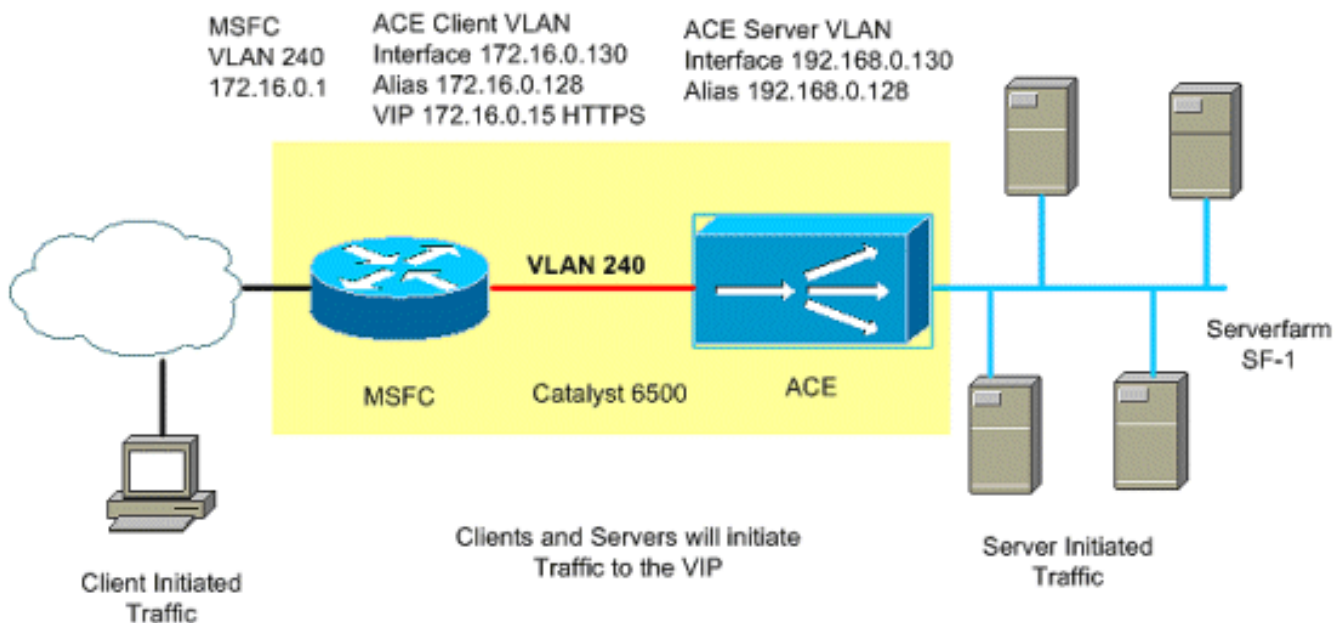 MSFC
VLAN 240
172.16.0.1
ACE Client VLAN
Interface 172.16.0.130
Alias 172.16.0.128
VIP 172.16.0.15 HTTPS
ACE Server VLAN
Interface 192.168.0.130
Alias 192.168.0.128
VLAN 240
MSFC
Catalyst 6500
ACE
Serverfarm
SF-1
Client Initiated
Traffic
Clients and Servers will initiate
Traffic to the VIP
Server Initiated
Traffic